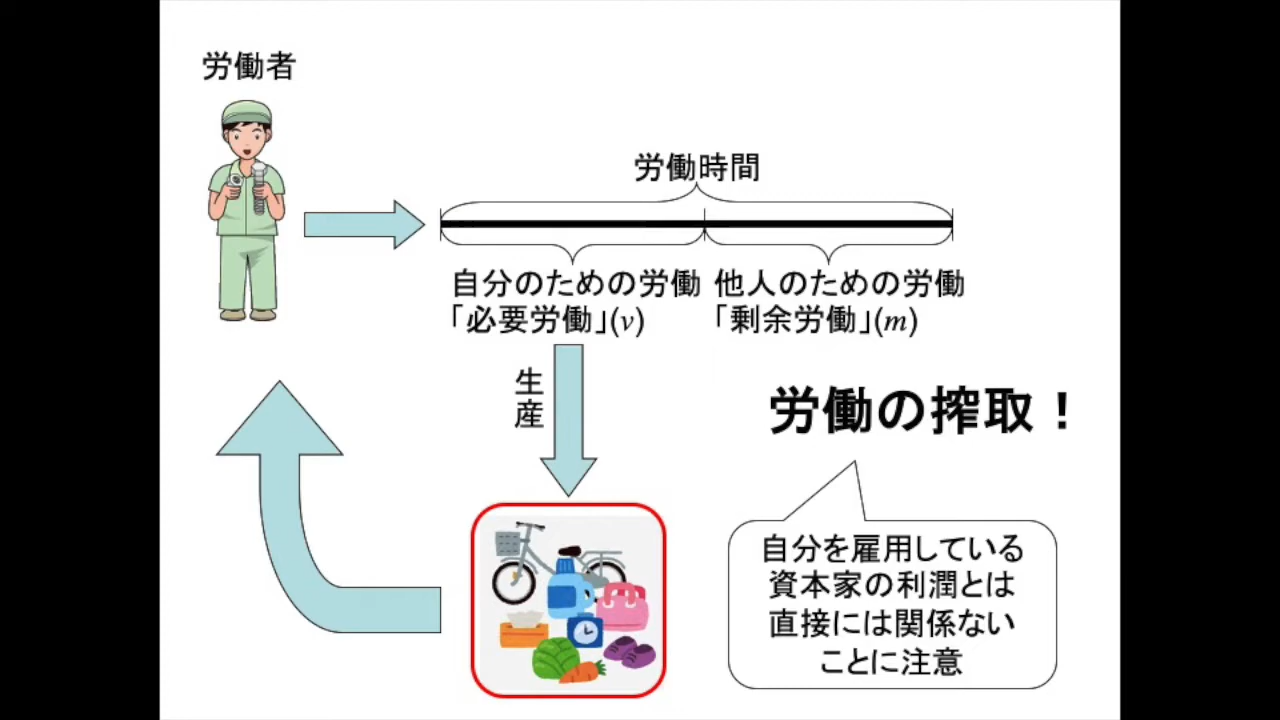 労働者
労働時間
自分のための労働
「必要労働」(v)
他人のための労働
「剰余労働」(m)
生
産
労働の搾取!
自分を雇用している
資本家の利潤とは
直接には関係ない
ことに注意